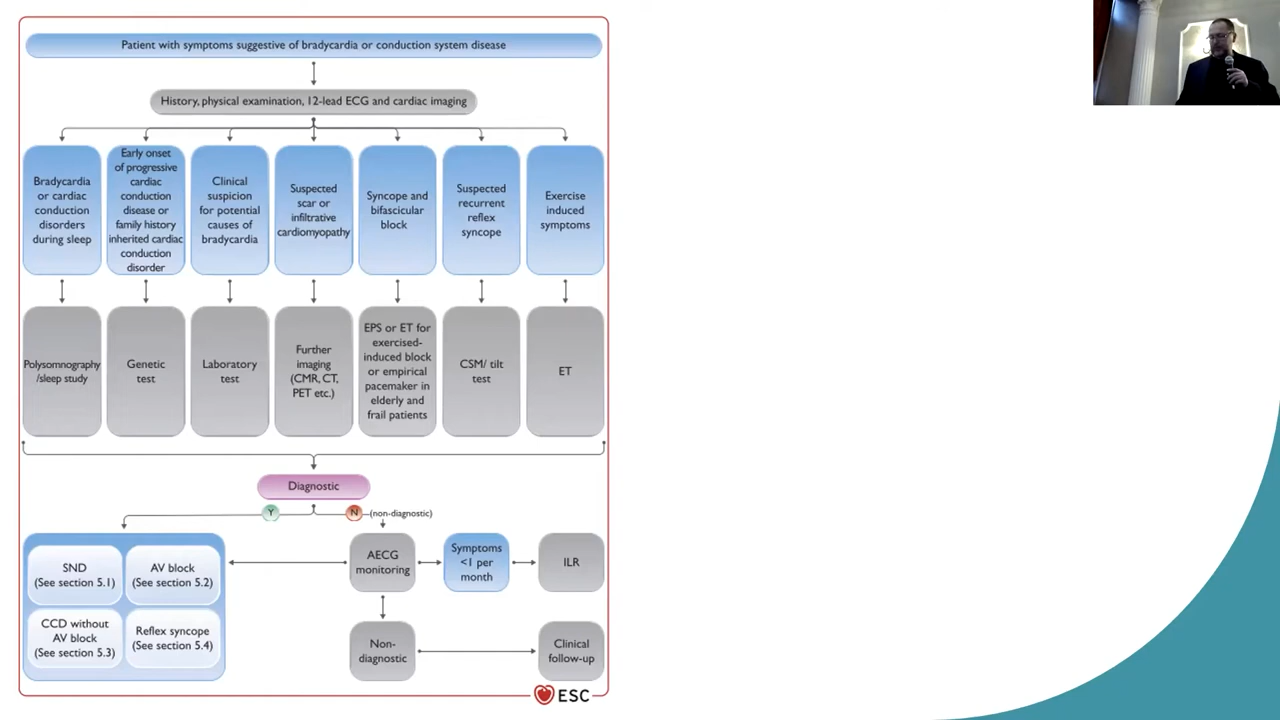 Patient with symptoms suggestive of bradycardia or conduction system disease
History, physical examination, 12-lead ECG and cardiac imaging
Bradycardia
or cardiac
conduction
disorders
during sleep
Early onset
of progressive
cardiac
conduction
disease or
family history
inherited cardiac
conduction
disorder
Clinical
suspicion
for potential
causes of
bradycardia
Suspected
scar or
infiltrative
cardiomyopathy
Syncope and
bifascicular
block
Suspected
recurrent
reflex
syncope
Exercise
induced
symptoms
Polysomnography
/sleep study
Genetic
test
Laboratory
test
Further
imaging
(CMR, CT,
PET etc.)
EPS or ET for
exercised-
induced block
or empirical
pacemaker in
elderly and
frail patients
CSM/ tilt
test
ET
Diagnostic
Y
N
(non-diagnostic)
SND
(See section 5.1)
AV block
(See section 5.2)
CCD without
AV block
(See section 5.3)
Reflex syncope
(See section 5.4)
AECG
monitoring
Symptoms
<1 per
month
ILR
Non-
diagnostic
Clinical
follow-up
ESC